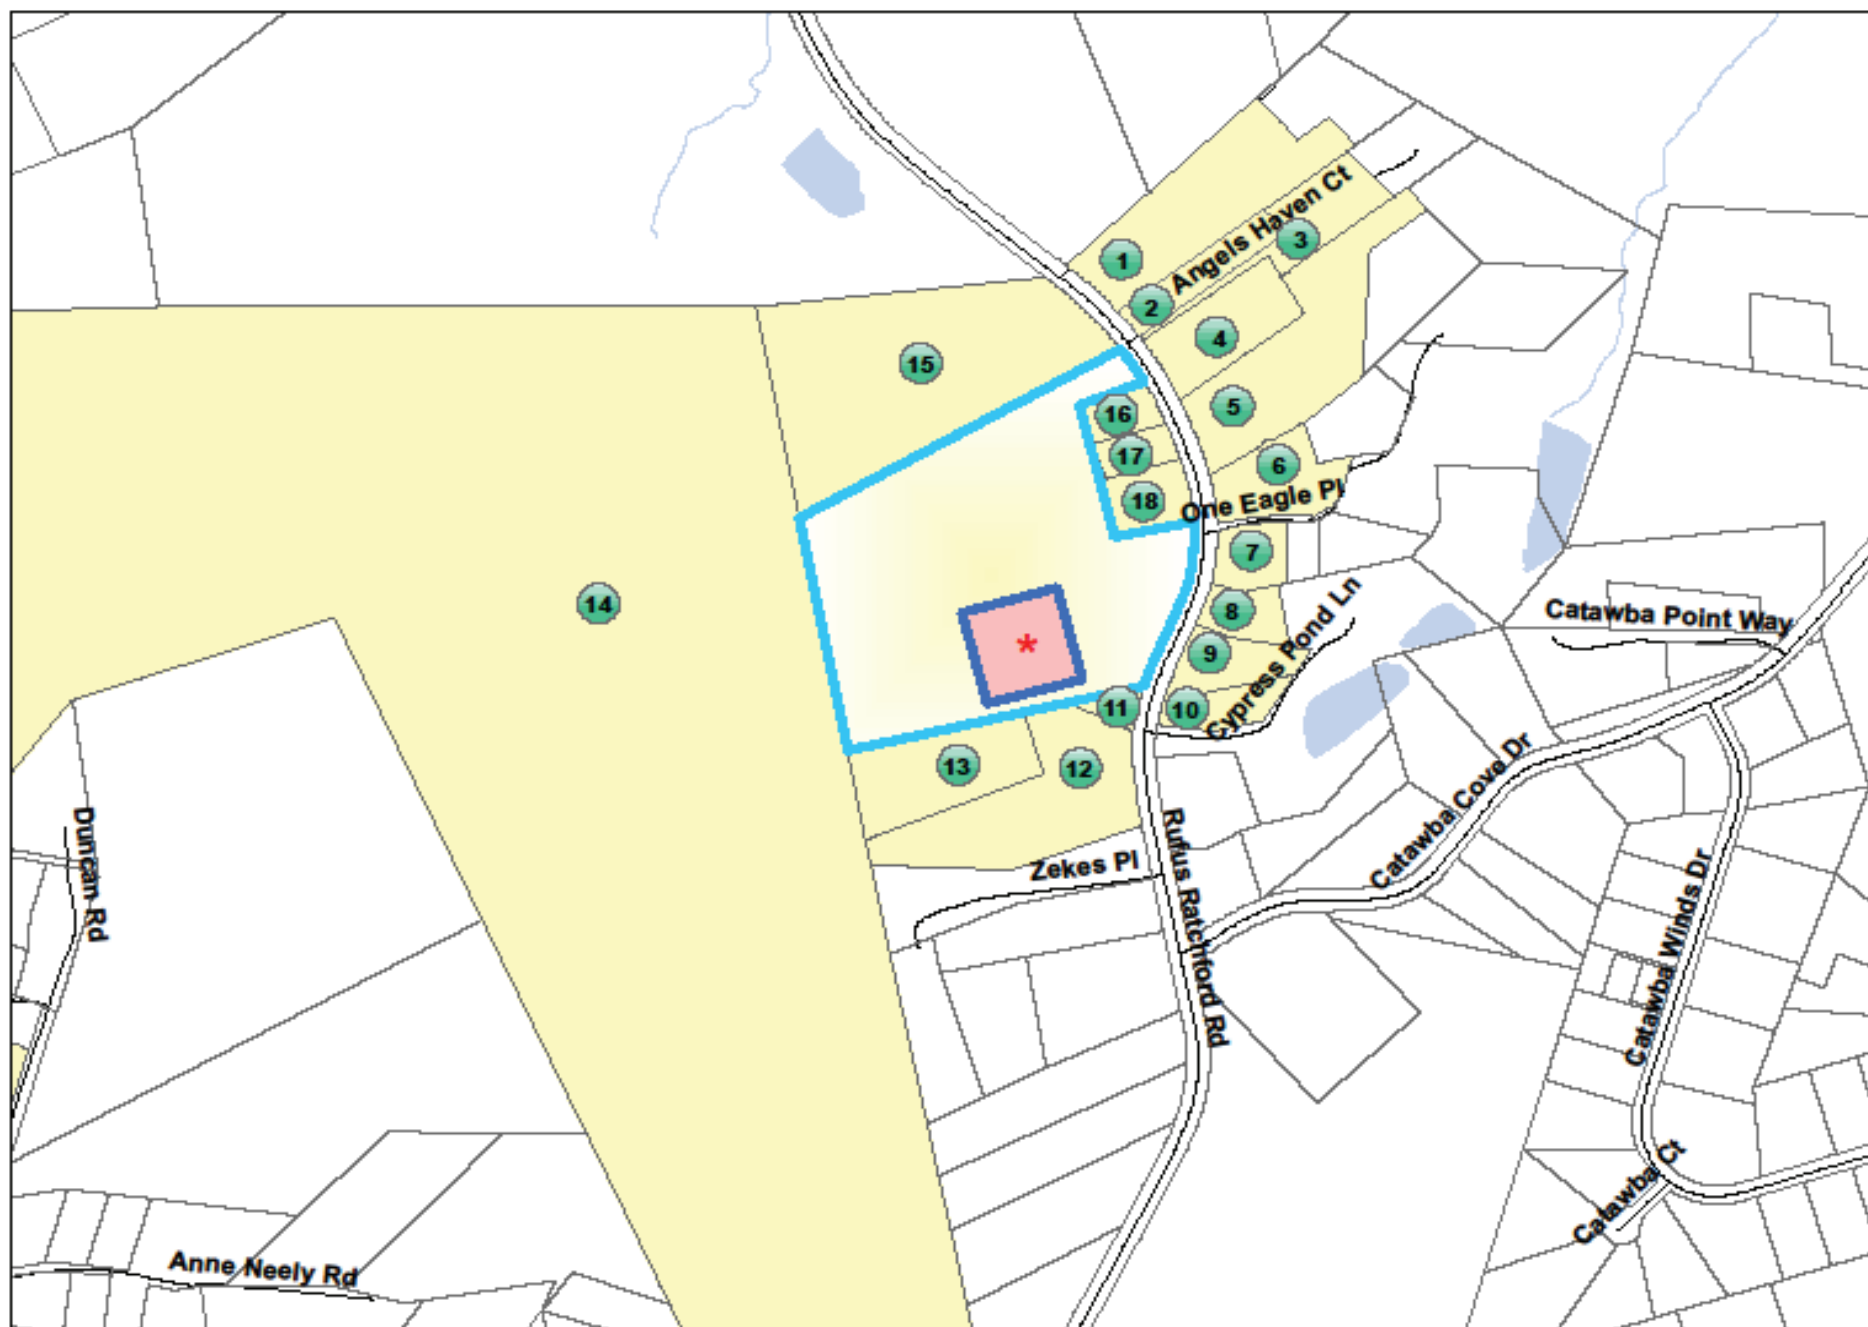 Angels Haven Ct
1
3
2
4
15
5
16
17
6
18
One Eagle Pl
7
14
8
Catawba Point Way
*
9
Cypress Pond Ln
11
10
13
12
Catawba Cove Dr
Duncan Rd
Zekes Pl
Rufus Ratchford Rd
Catawba Winds Dr
Catawba Ct
Anne Neely Rd